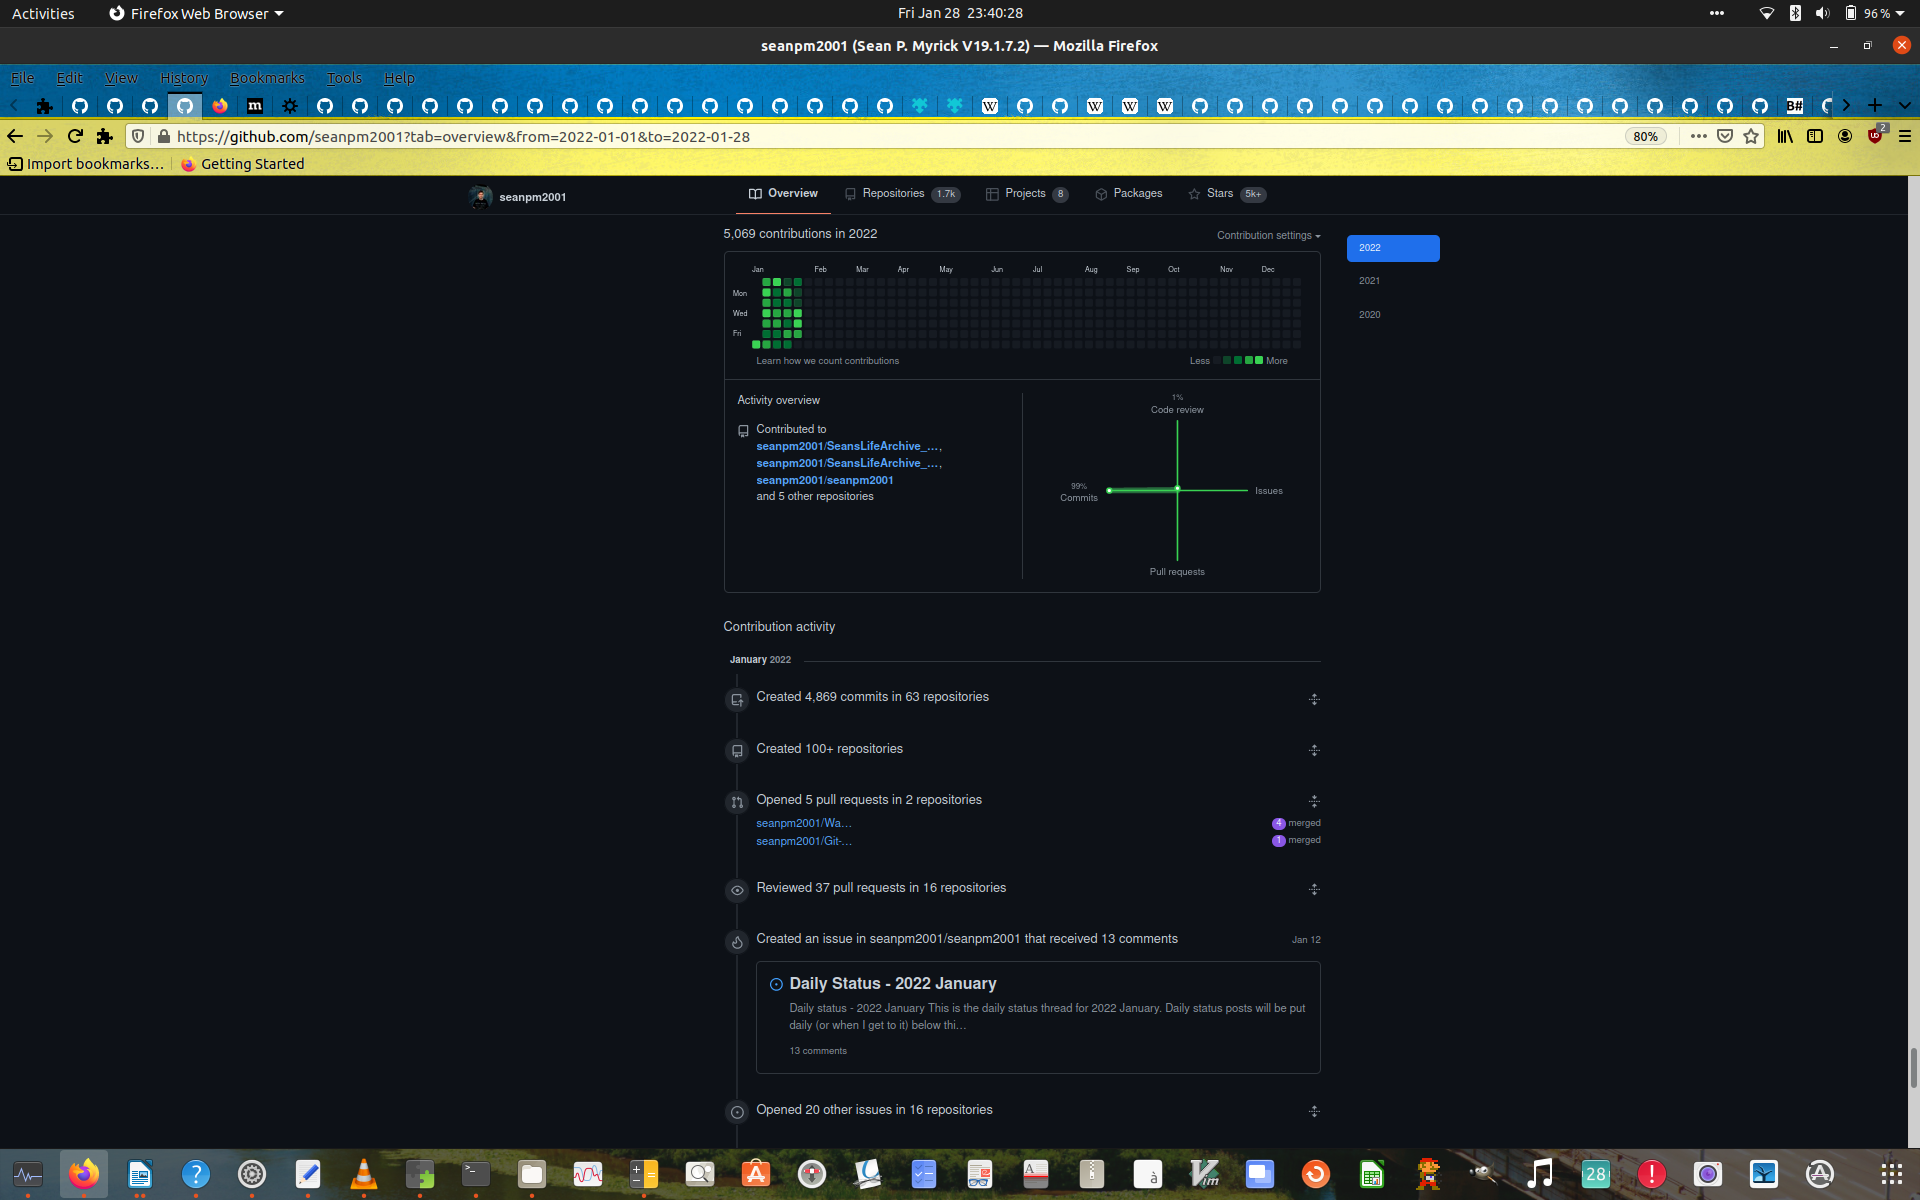 Activities
Firefox Web Browser
Fri Jan 28 23:40:28
96 %
seanpm2001 (Sean P. Myrick V19.1.7.2) — Mozilla Firefox
File Edit View History Bookmarks Tools Help
m W W W W B#
https://github.com/seanpm2001?tab=overview&from=2022-01-01&to=2022-01-28
80%
2
Import bookmarks…
Getting Started
seanpm2001
Overview
Repositories 1.7k
Projects 8
Packages
Stars 5k+
5,069 contributions in 2022
Contribution settings
2022
2021
2020
Jan Feb Mar Apr May Jun Jul Aug Sep Oct Nov Dec
Mon
Wed
Fri
Learn how we count contributions
Less More
Activity overview
Contributed to
seanpm2001/SeansLifeArchive_…,
seanpm2001/SeansLifeArchive_…,
seanpm2001/seanpm2001
and 5 other repositories
1%
Code review
99%
Commits
Issues
Pull requests
Contribution activity
January 2022
Created 4,869 commits in 63 repositories
Created 100+ repositories
Opened 5 pull requests in 2 repositories
seanpm2001/Wa…
4 merged
seanpm2001/Git-…
1 merged
Reviewed 37 pull requests in 16 repositories
Created an issue in seanpm2001/seanpm2001 that received 13 comments
Jan 12
Daily Status - 2022 January
Daily status - 2022 January This is the daily status thread for 2022 January. Daily status posts will be put
daily (or when I get to it) below thi…
13 comments
Opened 20 other issues in 16 repositories
28